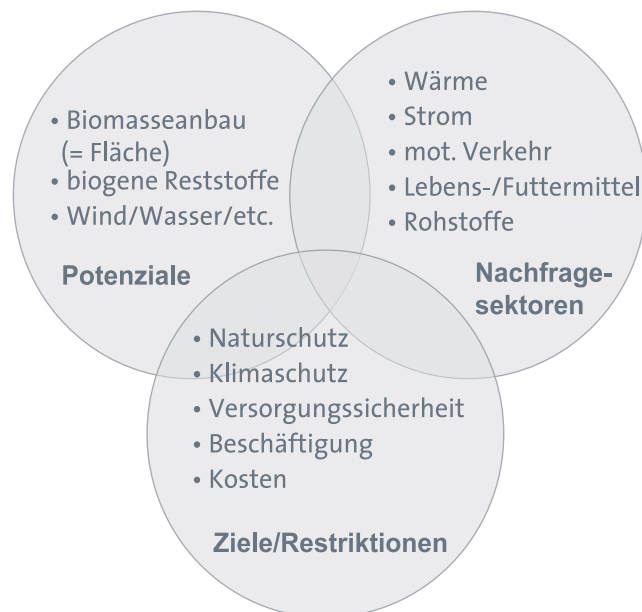 • Biomasseanbau
(= Fläche)
• biogene Reststoffe
• Wind/Wasser/etc.
Potenziale
• Wärme
• Strom
• mot. Verkehr
• Lebens-/Futtermittel
• Rohstoffe
Nachfrage-
sektoren
• Naturschutz
• Klimaschutz
• Versorgungssicherheit
• Beschäftigung
• Kosten
Ziele/Restriktionen